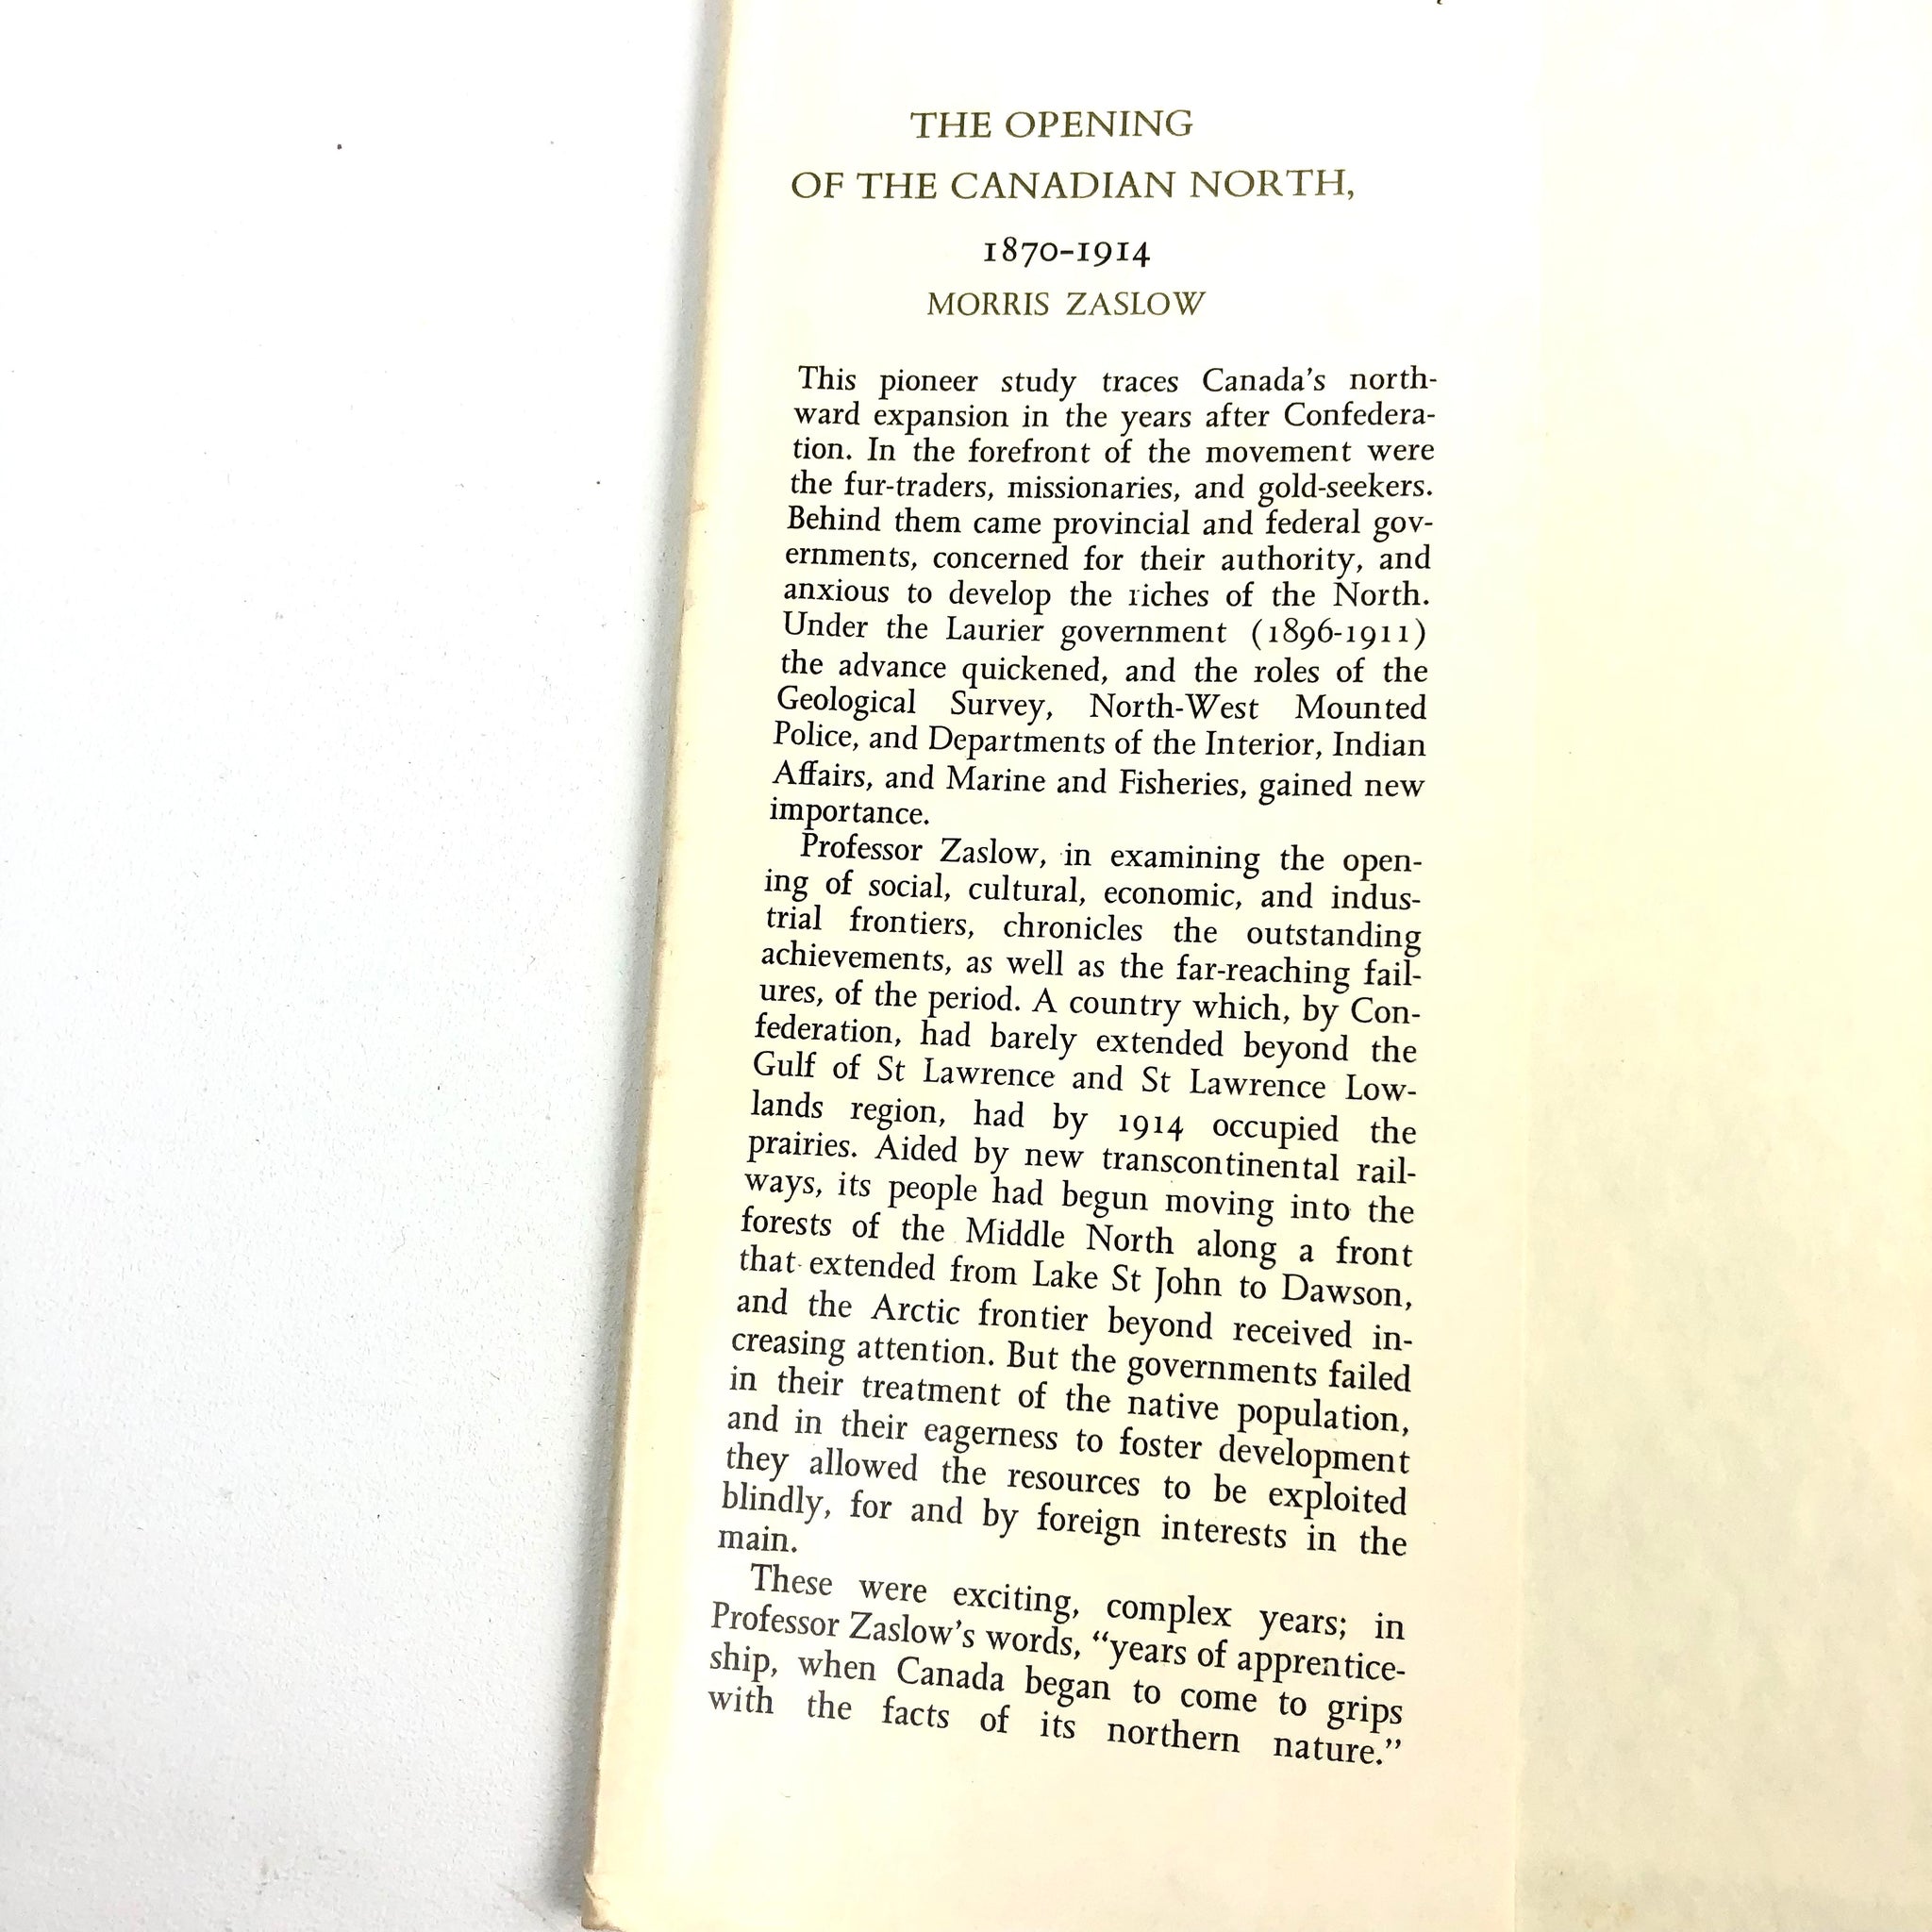 THE OPENING
OF THE CANADIAN NORTH,
1870-1914
MORRIS ZASLOW
This pioneer study traces Canada's north-
ward expansion in the years after Confedera-
tion. In the forefront of the movement were
the fur-traders, missionaries, and gold-seekers.
Behind them came provincial and federal gov-
ernments, concerned for their authority, and
anxious to develop the riches of the North.
Under the Laurier government (1896-1911)
the advance quickened, and the roles of the
Geological Survey, North-West Mounted
Police, and Departments of the Interior, Indian
Affairs, and Marine and Fisheries, gained new
importance.
Professor Zaslow, in examining the open-
ing of social, cultural, economic, and indus-
trial frontiers, chronicles the outstanding
achievements, as well as the far-reaching fail-
ures, of the period. A country which, by Con-
federation, had barely extended beyond the
Gulf of St Lawrence and St Lawrence Low-
lands region, had by 1914 occupied the
prairies. Aided by new transcontinental rail-
ways, its people had begun moving into the
forests of the Middle North along a front
that extended from Lake St John to Dawson,
and the Arctic frontier beyond received in-
creasing attention. But the governments failed
in their treatment of the native population,
and in their eagerness to foster development
they allowed the resources to be exploited
blindly, for and by foreign interests in the
main.
These were exciting, complex years; in
Professor Zaslow's words, "years of apprentice-
ship, when Canada began to come to grips
with the facts of its northern nature."